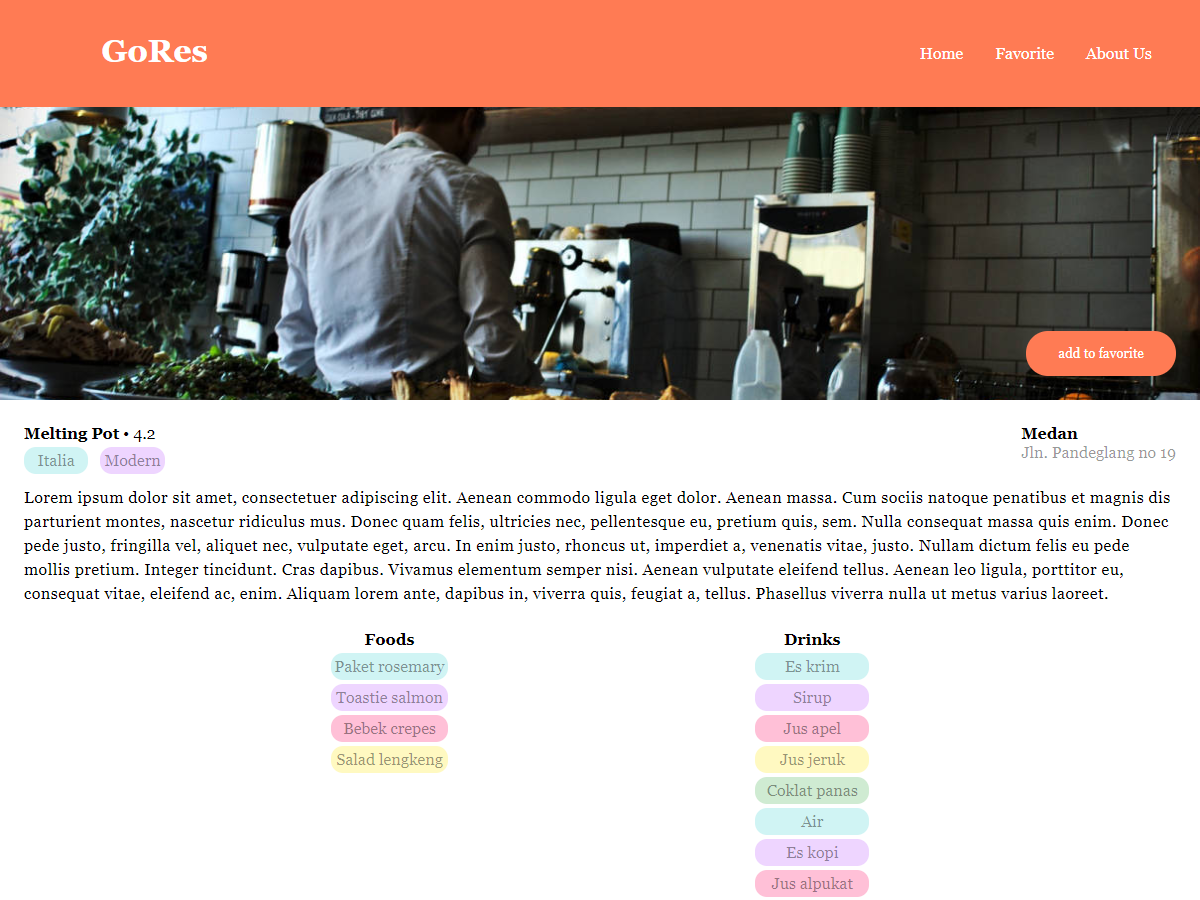 GoRes
Home Favorite About Us
add to favorite
Melting Pot • 4.2
Italia Modern
Medan
Jln. Pandeglang no 19
Lorem ipsum dolor sit amet, consectetuer adipiscing elit. Aenean commodo ligula eget dolor. Aenean massa. Cum sociis natoque penatibus et magnis dis
parturient montes, nascetur ridiculus mus. Donec quam felis, ultricies nec, pellentesque eu, pretium quis, sem. Nulla consequat massa quis enim. Donec
pede justo, fringilla vel, aliquet nec, vulputate eget, arcu. In enim justo, rhoncus ut, imperdiet a, venenatis vitae, justo. Nullam dictum felis eu pede
mollis pretium. Integer tincidunt. Cras dapibus. Vivamus elementum semper nisi. Aenean vulputate eleifend tellus. Aenean leo ligula, porttitor eu,
consequat vitae, eleifend ac, enim. Aliquam lorem ante, dapibus in, viverra quis, feugiat a, tellus. Phasellus viverra nulla ut metus varius laoreet.
Foods
Paket rosemary
Toastie salmon
Bebek crepes
Salad lengkeng
Drinks
Es krim
Sirup
Jus apel
Jus jeruk
Coklat panas
Air
Es kopi
Jus alpukat